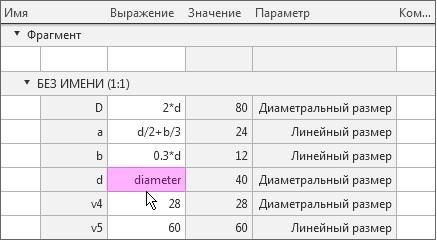 Имя Выражение Значение Параметр Ком...
Фрагмент
БЕЗ ИМЕНИ (1:1)
D 2*d 80 Диаметральный размер
a d/2+b/3 24 Линейный размер
b 0.3*d 12 Линейный размер
d diameter 40 Диаметральный размер
v4 28 28 Диаметральный размер
v5 60 60 Линейный размер